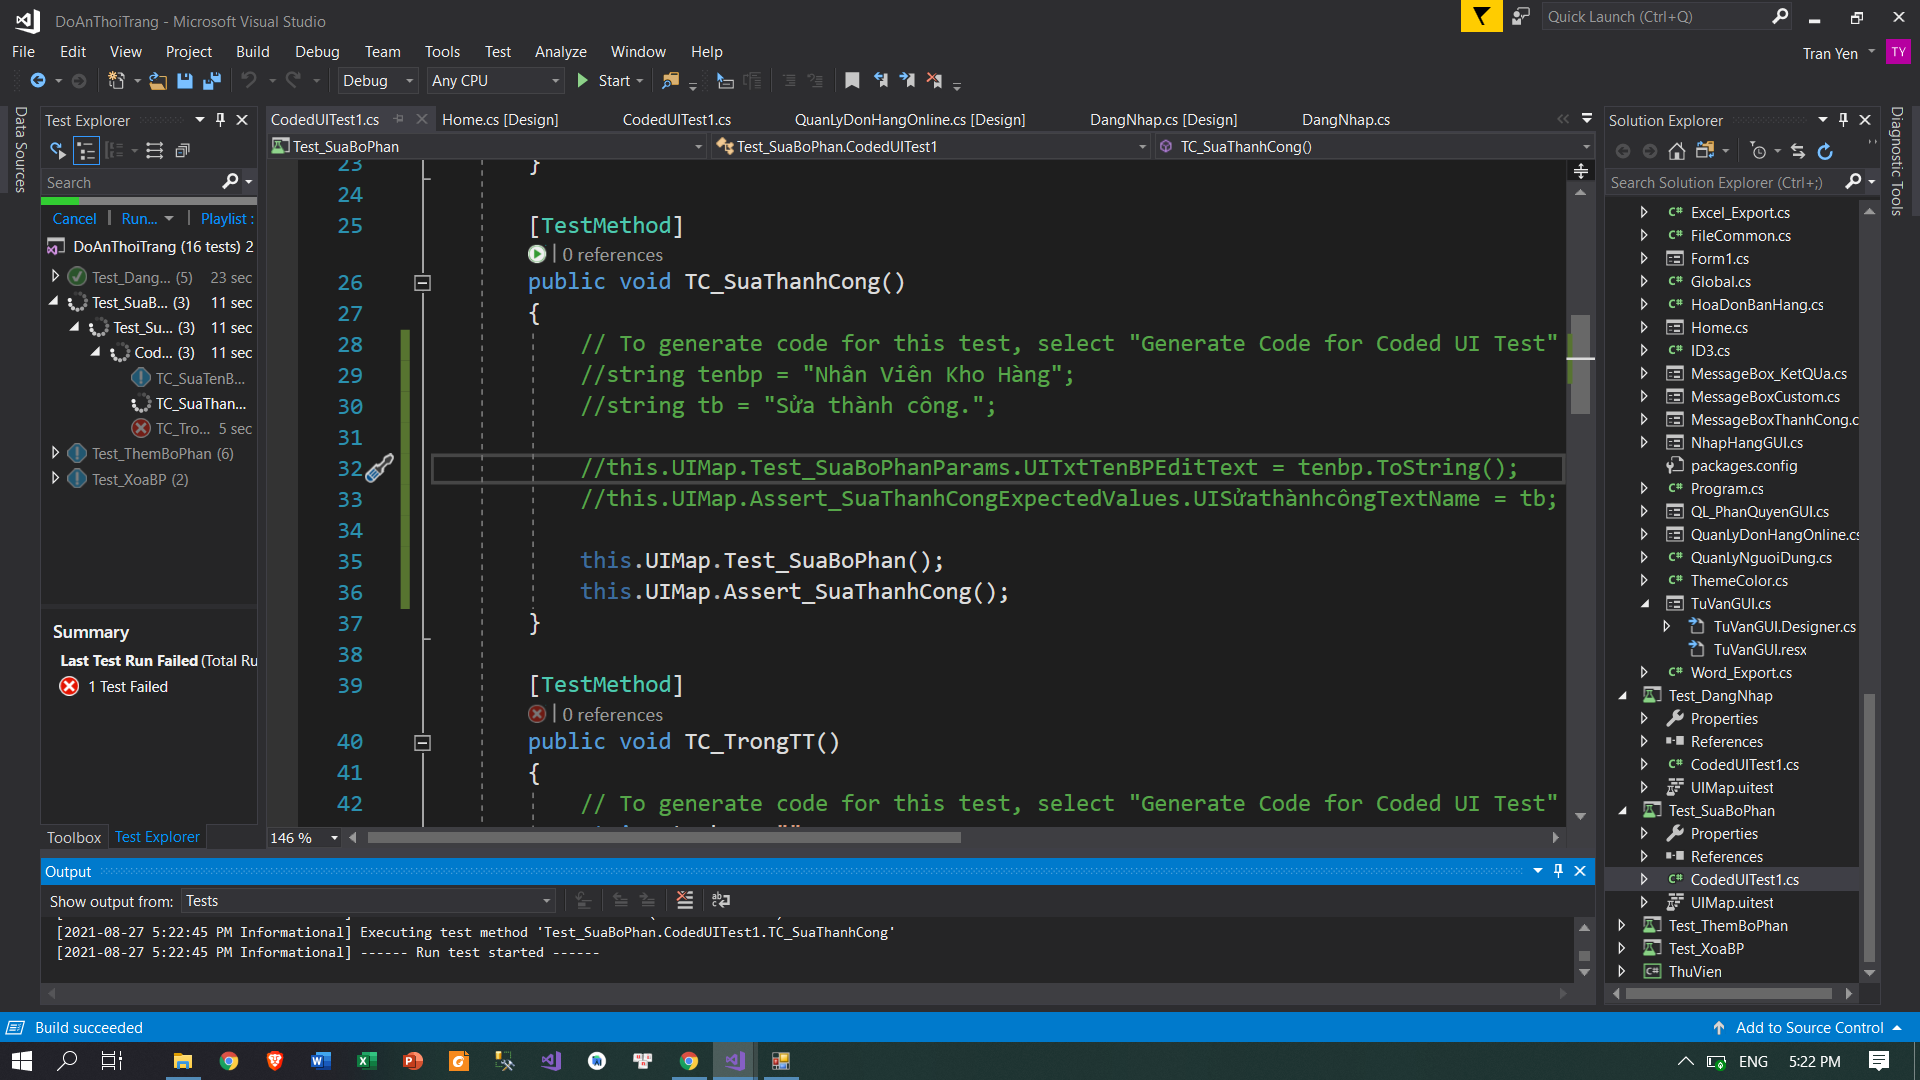 DoAnThoiTrang - Microsoft Visual Studio
Quick Launch (Ctrl+Q)
File Edit View Project Build Debug Team Tools Test Analyze Window Help
Tran Yen
TY
Debug
Any CPU
Start
Data Sources
Test Explorer
Search
Cancel
Run...
Playlist :
DoAnThoiTrang (16 tests) 2
Test_Dang... (5) 23 sec
Test_SuaB... (3) 11 sec
Test_Su... (3) 11 sec
Cod... (3) 11 sec
TC_SuaTenB...
TC_SuaThan...
TC_Tro... 5 sec
Test_ThemBoPhan (6)
Test_XoaBP (2)
Summary
Last Test Run Failed (Total Ru
1 Test Failed
Toolbox
Test Explorer
CodedUITest1.cs
Home.cs [Design]
CodedUITest1.cs
QuanLyDonHangOnline.cs [Design]
DangNhap.cs [Design]
DangNhap.cs
Test_SuaBoPhan
Test_SuaBoPhan.CodedUITest1
TC_SuaThanhCong()
23 }
24
25 [TestMethod]
0 references
26 public void TC_SuaThanhCong()
27 {
28 // To generate code for this test, select "Generate Code for Coded UI Test"
29 //string tenbp = "Nhân Viên Kho Hàng";
30 //string tb = "Sửa thành công.";
31
32 //this.UIMap.Test_SuaBoPhanParams.UITxtTenBPEditText = tenbp.ToString();
33 //this.UIMap.Assert_SuaThanhCongExpectedValues.UISửathànhcôngTextName = tb;
34
35 this.UIMap.Test_SuaBoPhan();
36 this.UIMap.Assert_SuaThanhCong();
37 }
38
39 [TestMethod]
0 references
40 public void TC_TrongTT()
41 {
42 // To generate code for this test, select "Generate Code for Coded UI Test"
146 %
Output
Show output from: Tests
[2021-08-27 5:22:45 PM Informational] Executing test method 'Test_SuaBoPhan.CodedUITest1.TC_SuaThanhCong'
[2021-08-27 5:22:45 PM Informational] ------ Run test started ------
Solution Explorer
Search Solution Explorer (Ctrl+;)
C# Excel_Export.cs
C# FileCommon.cs
Form1.cs
C# Global.cs
C# HoaDonBanHang.cs
Home.cs
C# ID3.cs
MessageBox_KetQUa.cs
MessageBoxCustom.cs
MessageBoxThanhCong.c
NhapHangGUI.cs
packages.config
C# Program.cs
QL_PhanQuyenGUI.cs
QuanLyDonHangOnline.cs
C# QuanLyNguoiDung.cs
C# ThemeColor.cs
TuVanGUI.cs
TuVanGUI.Designer.cs
TuVanGUI.resx
C# Word_Export.cs
Test_DangNhap
Properties
References
C# CodedUITest1.cs
UIMap.uitest
Test_SuaBoPhan
Properties
References
C# CodedUITest1.cs
UIMap.uitest
Test_ThemBoPhan
Test_XoaBP
C# ThuVien
Diagnostic Tools
Build succeeded
Add to Source Control
ENG
5:22 PM